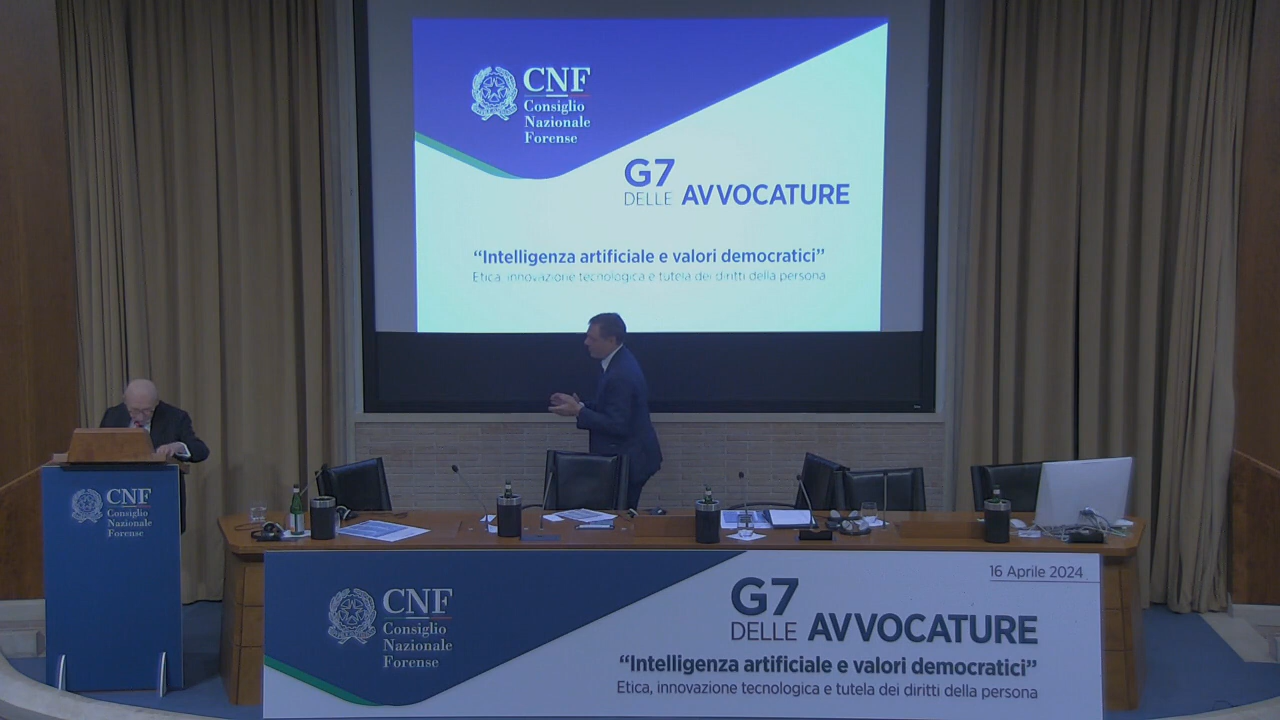 CNF
Consiglio
Nazionale
Forense
G7
DELLE AVVOCATURE
“Intelligenza artificiale e valori democratici”
Etica, innovazione tecnologica e tutela dei diritti della persona
CNF
Consiglio
Nazionale
Forense
16 Aprile 2024
CNF
Consiglio
Nazionale
Forense
G7
DELLE AVVOCATURE
“Intelligenza artificiale e valori democratici”
Etica, innovazione tecnologica e tutela dei diritti della persona